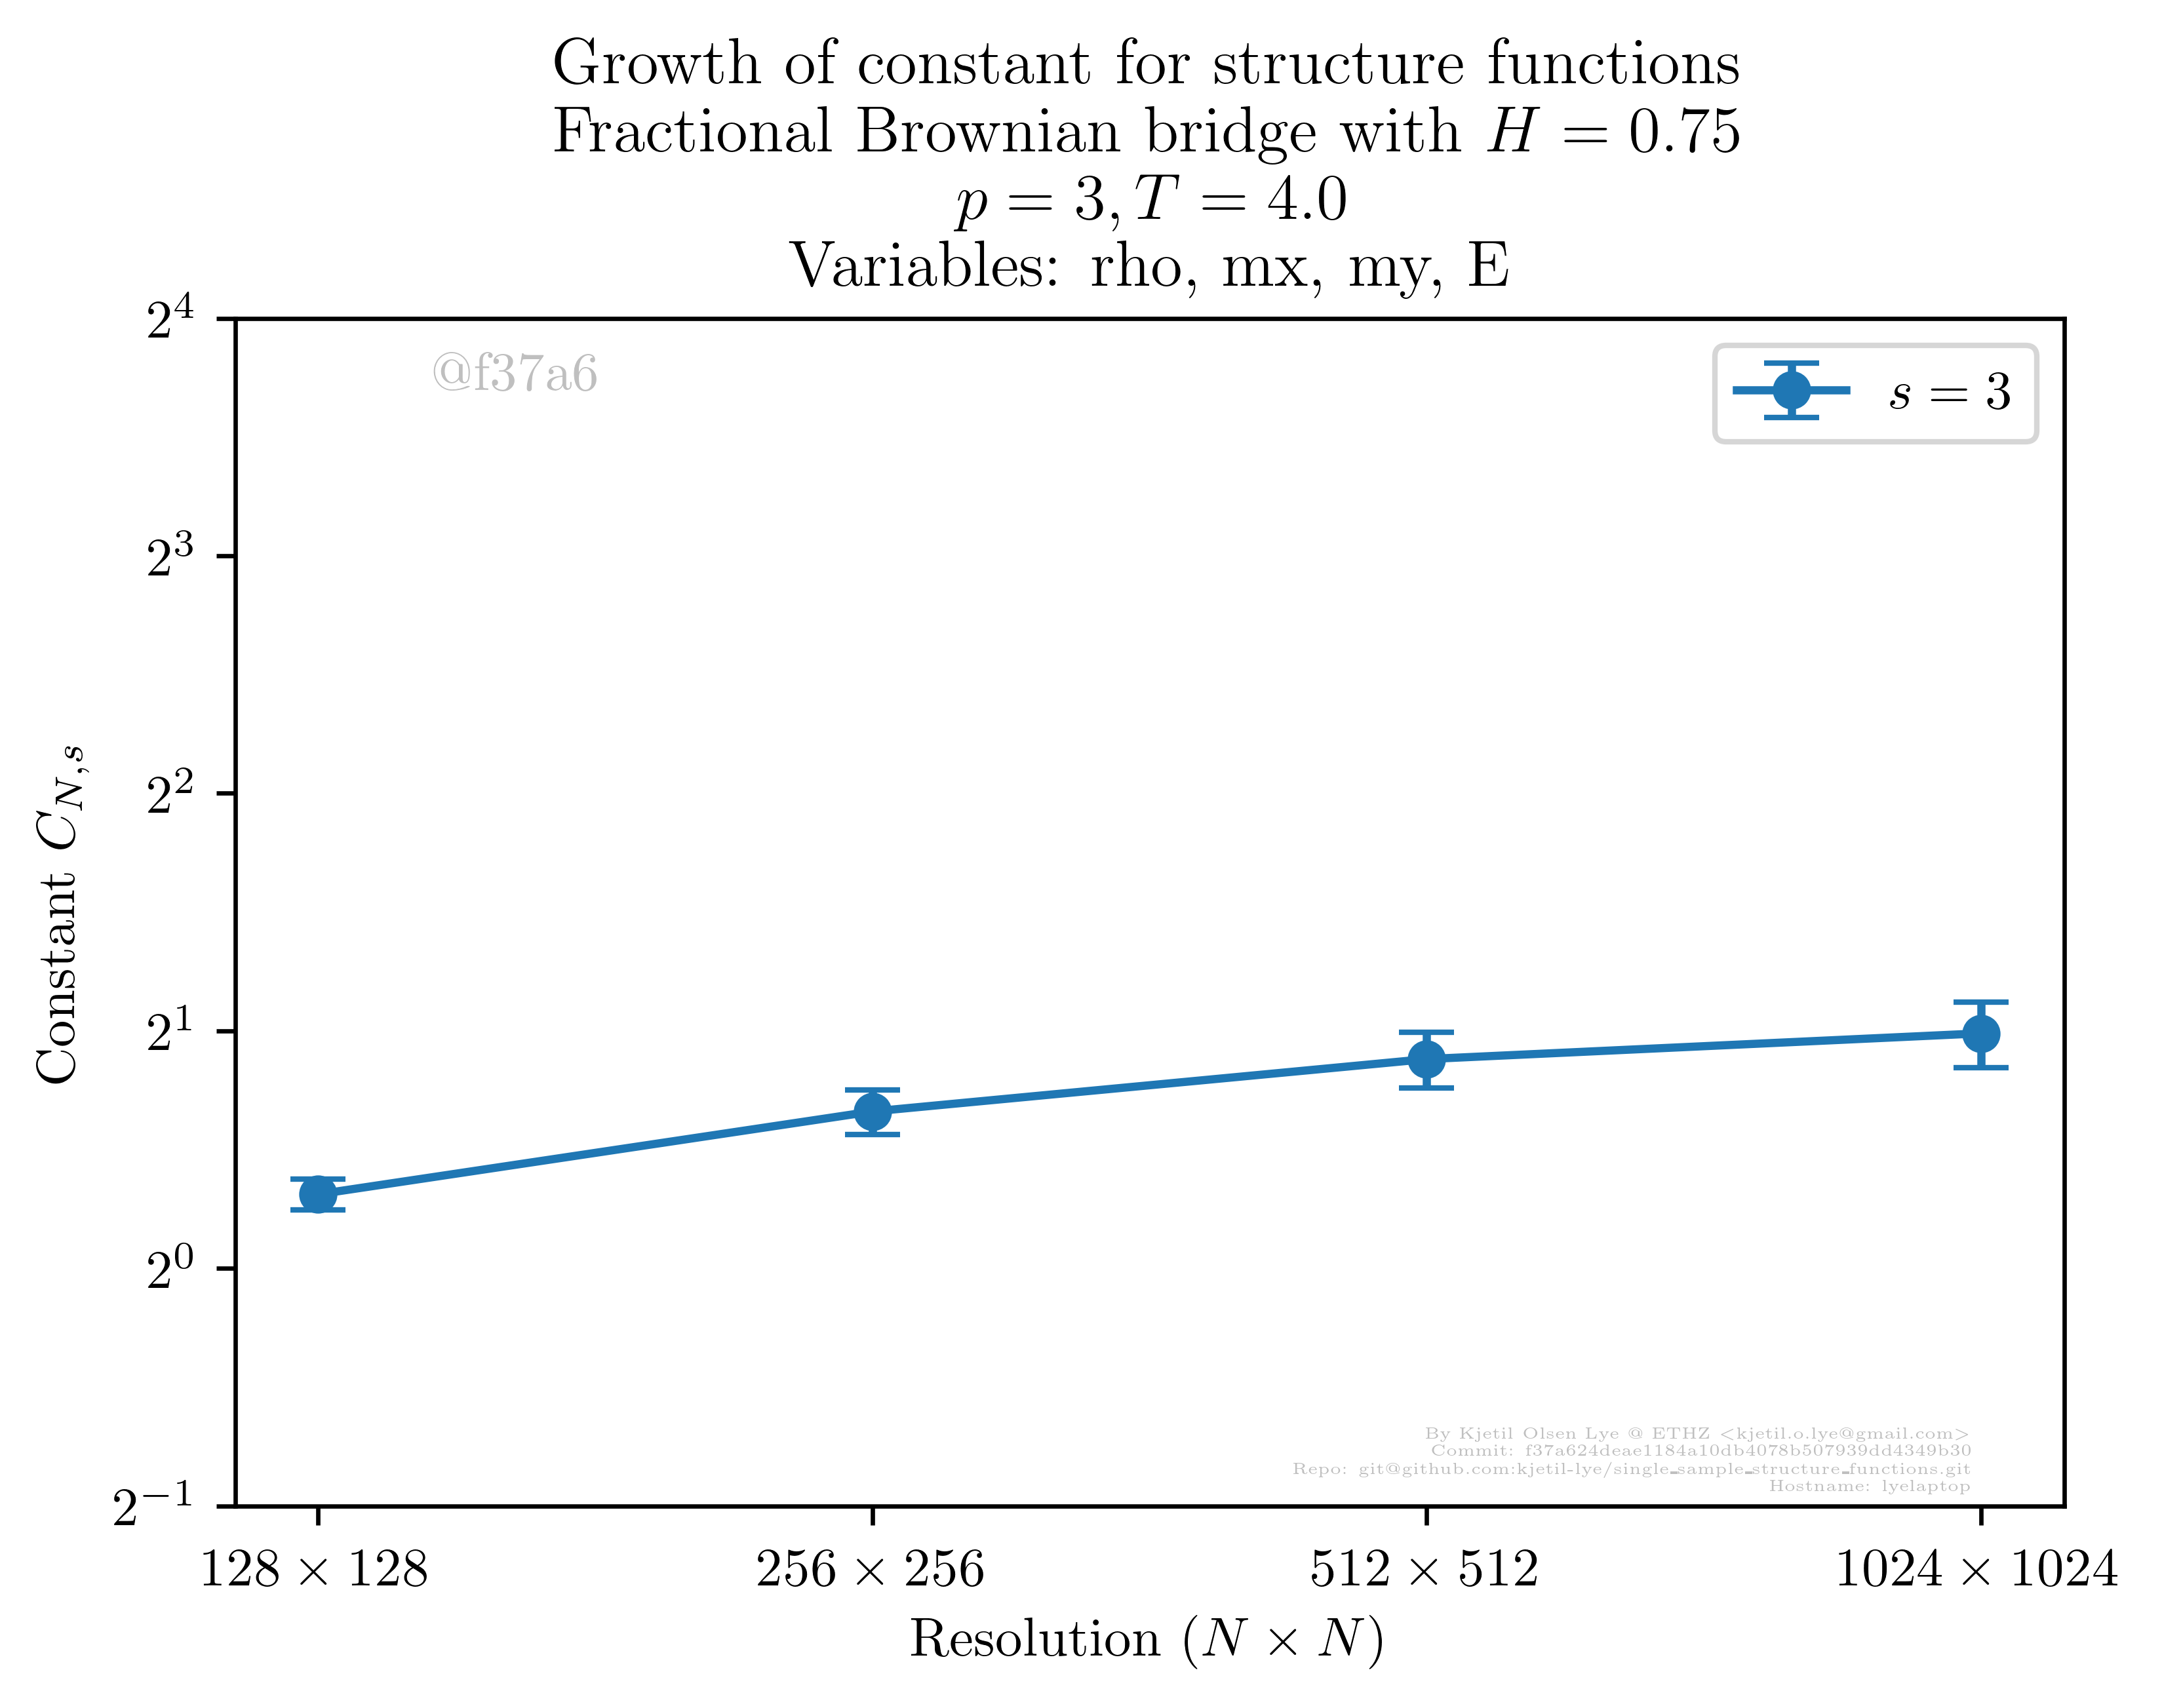 Growth of constant for structure functions
Fractional Brownian bridge with H = 0.75
p = 3, T = 4.0
Variables: rho, mx, my, E
2^4
@f37a6
s = 3
2^3
2^2
Constant C_{N,s}
2^1
2^0
By Kjetil Olsen Lye @ ETHZ <kjetil.o.lye@gmail.com>
Commit: f37a624deae1184a10db4078b507939dd4349b30
Repo: git@github.com:kjetil-lye/single_sample_structure_functions.git
Hostname: lyelaptop
2^{-1}
128 × 128
256 × 256
512 × 512
1024 × 1024
Resolution (N × N)